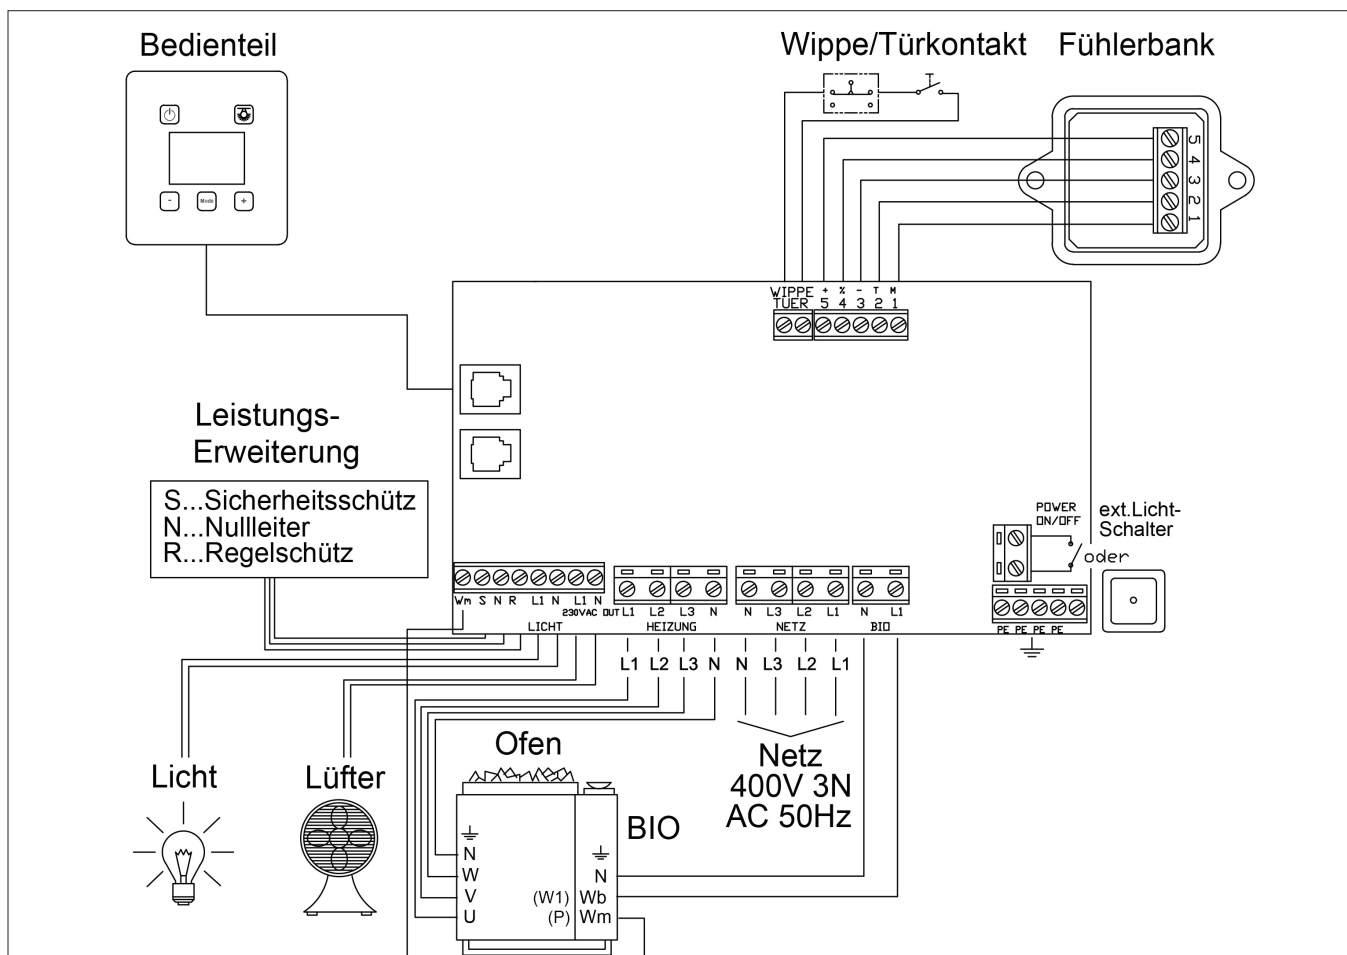 Bedienteil
Wippe/Türkontakt
Fühlerbank
- Mode +
5
4
3
2
1
WIPPE + % - T M
TUER 5 4 3 2 1
Leistungs-
Erweiterung
S...Sicherheitsschütz
N...Nullleiter
R...Regelschütz
POWER
ON/OFF
ext.Licht-
Schalter
oder
Wm S N R L1 N L1 N
230VAC OUT
LICHT
L1 L2 L3 N
HEIZUNG
N L3 L2 L1
NETZ
N L1
BIO
PE PE PE PE
L1 L2 L3 N N L3 L2 L1
Netz
400V 3N
AC 50Hz
Licht
Lüfter
Ofen
BIO
N
W
V
U
N
(W1) Wb
(P) Wm